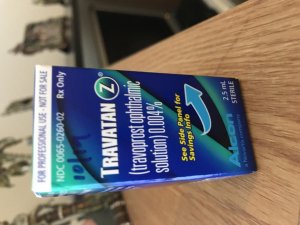 FOR PROFESSIONAL USE - NOT FOR SALE
NDC 0065-0260-02 Rx Only
TRAVATAN Z®
(travoprost ophthalmic
solution) 0.004%
See Side Panel for
Savings Info
2.5 mL
STERILE
Alcon